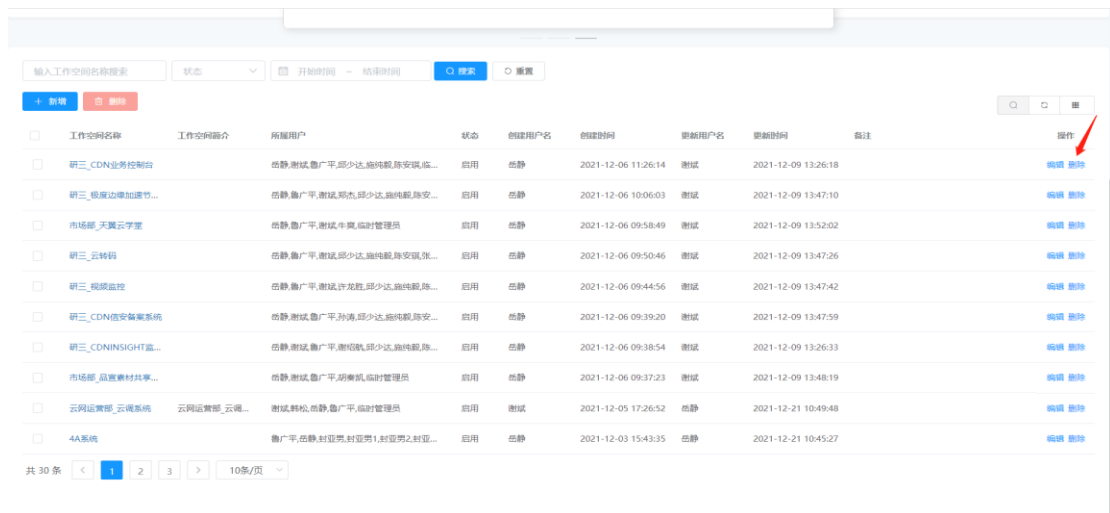 输入工作空间名称搜索 状态 开始时间 – 结束时间 搜索 重置
+ 新增 删除
工作空间名称 工作空间简介 所属用户 状态 创建用户名 创建时间 更新用户名 更新时间 备注 操作
研三_CDN业务控制台 岳静,谢斌,鲁广平,邱少达,施纯毅,陈安琪,临... 启用 岳静 2021-12-06 11:26:14 谢斌 2021-12-09 13:26:18 编辑 删除
研三_极度边缘加速节... 岳静,鲁广平,谢斌,郑杰,邱少达,施纯毅,陈安... 启用 岳静 2021-12-06 10:06:03 谢斌 2021-12-09 13:47:10 编辑 删除
市场部_天翼云学堂 岳静,鲁广平,谢斌,牛奭,临时管理员 启用 岳静 2021-12-06 09:58:49 谢斌 2021-12-09 13:52:02 编辑 删除
研三_云转码 岳静,鲁广平,谢斌,邱少达,施纯毅,陈安琪,张... 启用 岳静 2021-12-06 09:50:46 谢斌 2021-12-09 13:47:26 编辑 删除
研三_视频监控 岳静,鲁广平,谢斌,许龙胜,邱少达,施纯毅,陈... 启用 岳静 2021-12-06 09:44:56 谢斌 2021-12-09 13:47:42 编辑 删除
研三_CDN信安备案系统 岳静,谢斌,鲁广平,孙涛,邱少达,施纯毅,陈安... 启用 岳静 2021-12-06 09:39:20 谢斌 2021-12-09 13:47:59 编辑 删除
研三_CDNINSIGHT监... 岳静,谢斌,鲁广平,谢绍航,邱少达,施纯毅,陈... 启用 岳静 2021-12-06 09:38:54 谢斌 2021-12-09 13:26:33 编辑 删除
市场部_品宣素材共享... 岳静,谢斌,鲁广平,胡秦凯,临时管理员 启用 岳静 2021-12-06 09:37:23 谢斌 2021-12-09 13:48:19 编辑 删除
云网运营部_云调系统 云网运营部_云调... 谢斌,韩松,岳静,鲁广平,临时管理员 启用 谢斌 2021-12-05 17:26:52 岳静 2021-12-21 10:49:48 编辑 删除
4A系统 鲁广平,岳静,封亚男,封亚男1,封亚男2,封亚... 启用 岳静 2021-12-03 15:43:35 岳静 2021-12-21 10:45:27 编辑 删除
共 30 条 < 1 2 3 > 10条/页